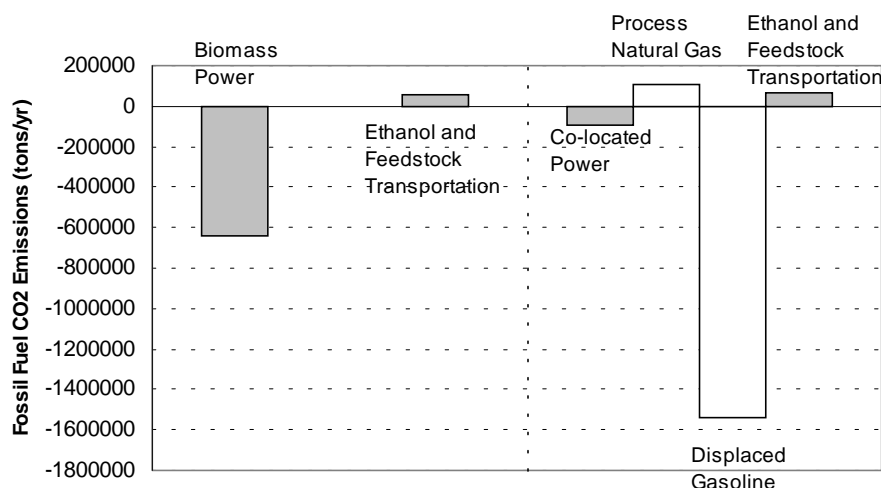 Fossil Fuel CO2 Emissions (tons/yr)
200000
0
-200000
-400000
-600000
-800000
-1000000
-1200000
-1400000
-1600000
-1800000
Biomass
Power
Ethanol and
Feedstock
Transportation
Co-located
Power
Process
Natural Gas
Displaced
Gasoline
Ethanol and
Feedstock
Transportation